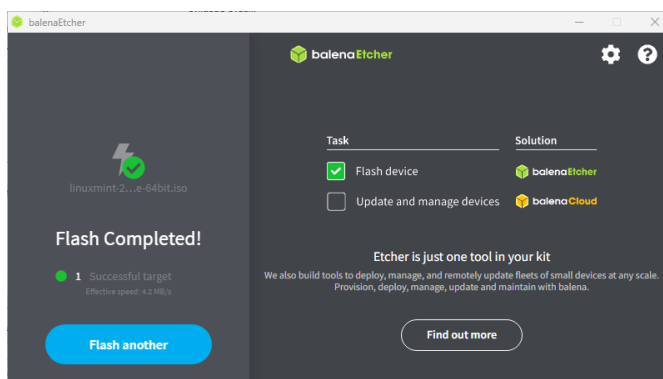 balenaEtcher
balenaEtcher
linuxmint-2...e-64bit.iso
Flash Completed!
1 Successful target
Effective speed: 4.2 MB/s
Flash another
Task Solution
Flash device balenaEtcher
Update and manage devices balenaCloud
Etcher is just one tool in your kit
We also build tools to deploy, manage, and remotely update fleets of small devices at any scale.
Provision, deploy, manage, update and maintain with balena.
Find out more